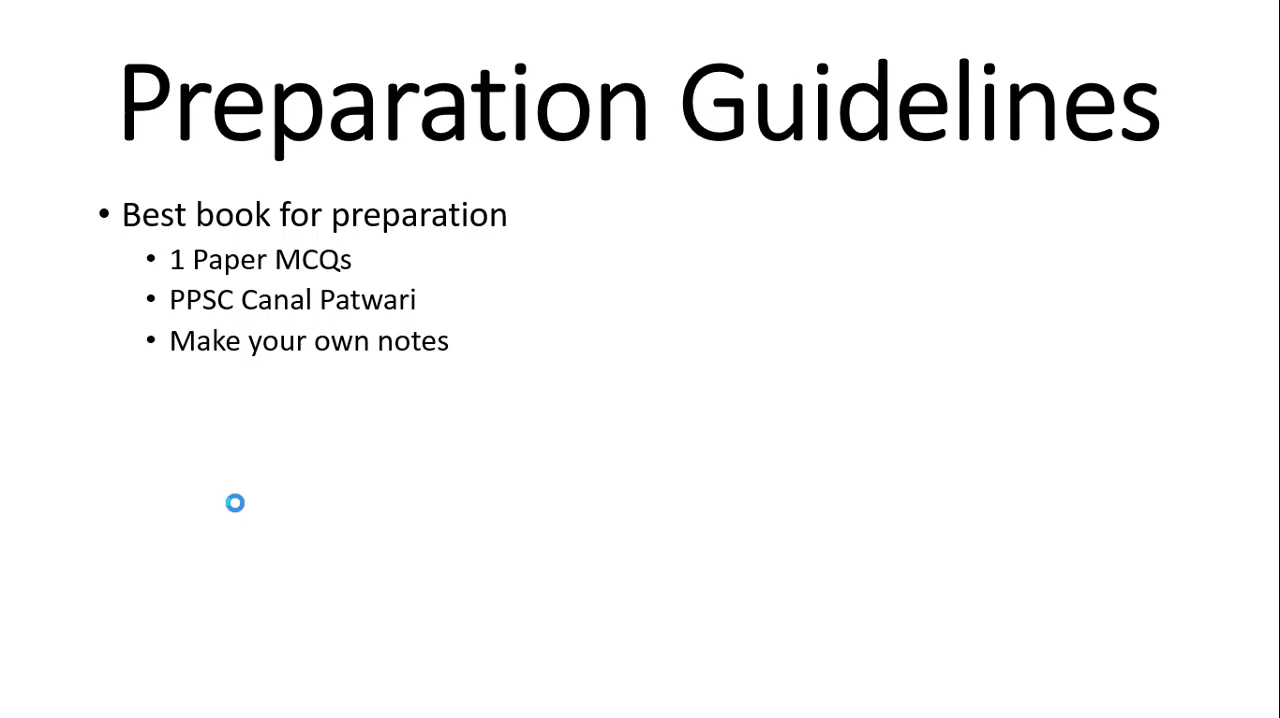 Preparation Guidelines
• Best book for preparation
• 1 Paper MCQs
• PPSC Canal Patwari
• Make your own notes